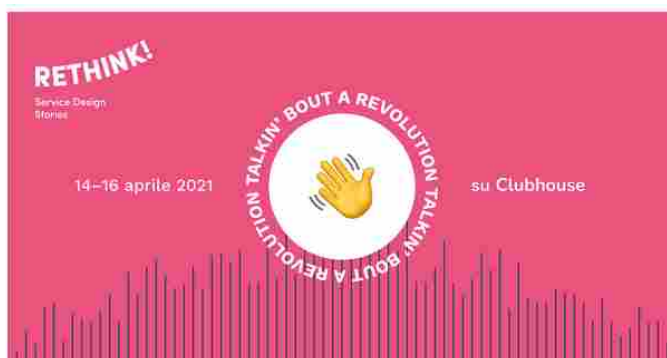 RETHINK!
Service Design
Stories
TALKIN' BOUT A REVOLUTION TALKIN' BOUT A REVOLUTION
14–16 aprile 2021
su Clubhouse